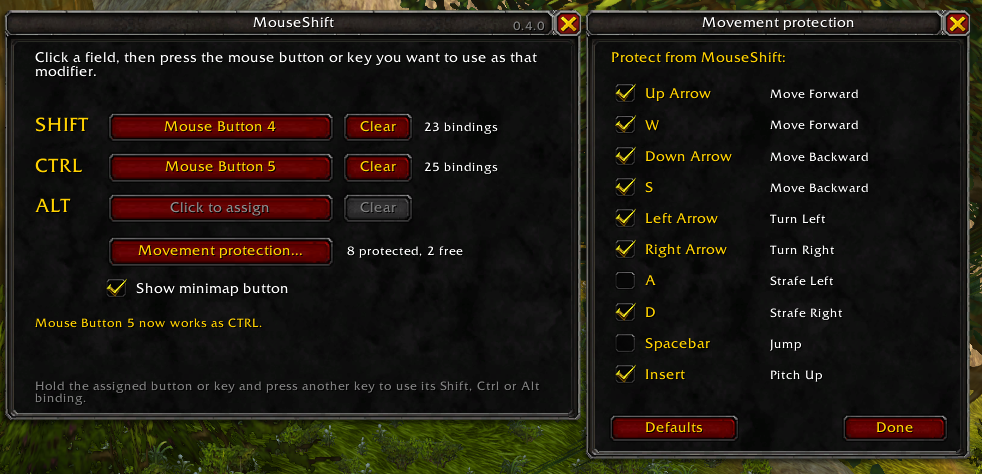 MouseShift
0.4.0
Click a field, then press the mouse button or key you want to use as that
modifier.
SHIFT Mouse Button 4 Clear 23 bindings
CTRL Mouse Button 5 Clear 25 bindings
ALT Click to assign Clear
Movement protection... 8 protected, 2 free
Show minimap button
Mouse Button 5 now works as CTRL.
Hold the assigned button or key and press another key to use its Shift, Ctrl or Alt
binding.
Movement protection
Protect from MouseShift:
Up Arrow Move Forward
W Move Forward
Down Arrow Move Backward
S Move Backward
Left Arrow Turn Left
Right Arrow Turn Right
A Strafe Left
D Strafe Right
Spacebar Jump
Insert Pitch Up
Defaults Done